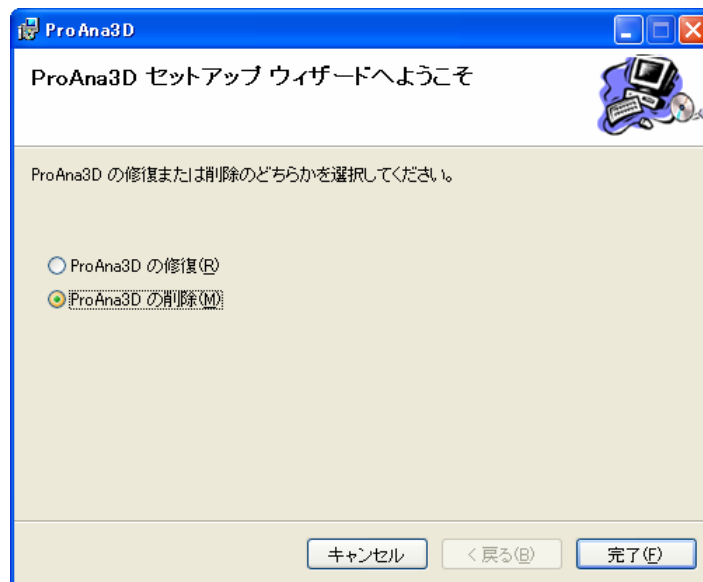 ProAna3D
ProAna3D セットアップ ウィザードへようこそ
ProAna3D の修復または削除のどちらかを選択してください。
ProAna3D の修復(R)
ProAna3D の削除(M)
キャンセル
< 戻る(B)
完了(F)